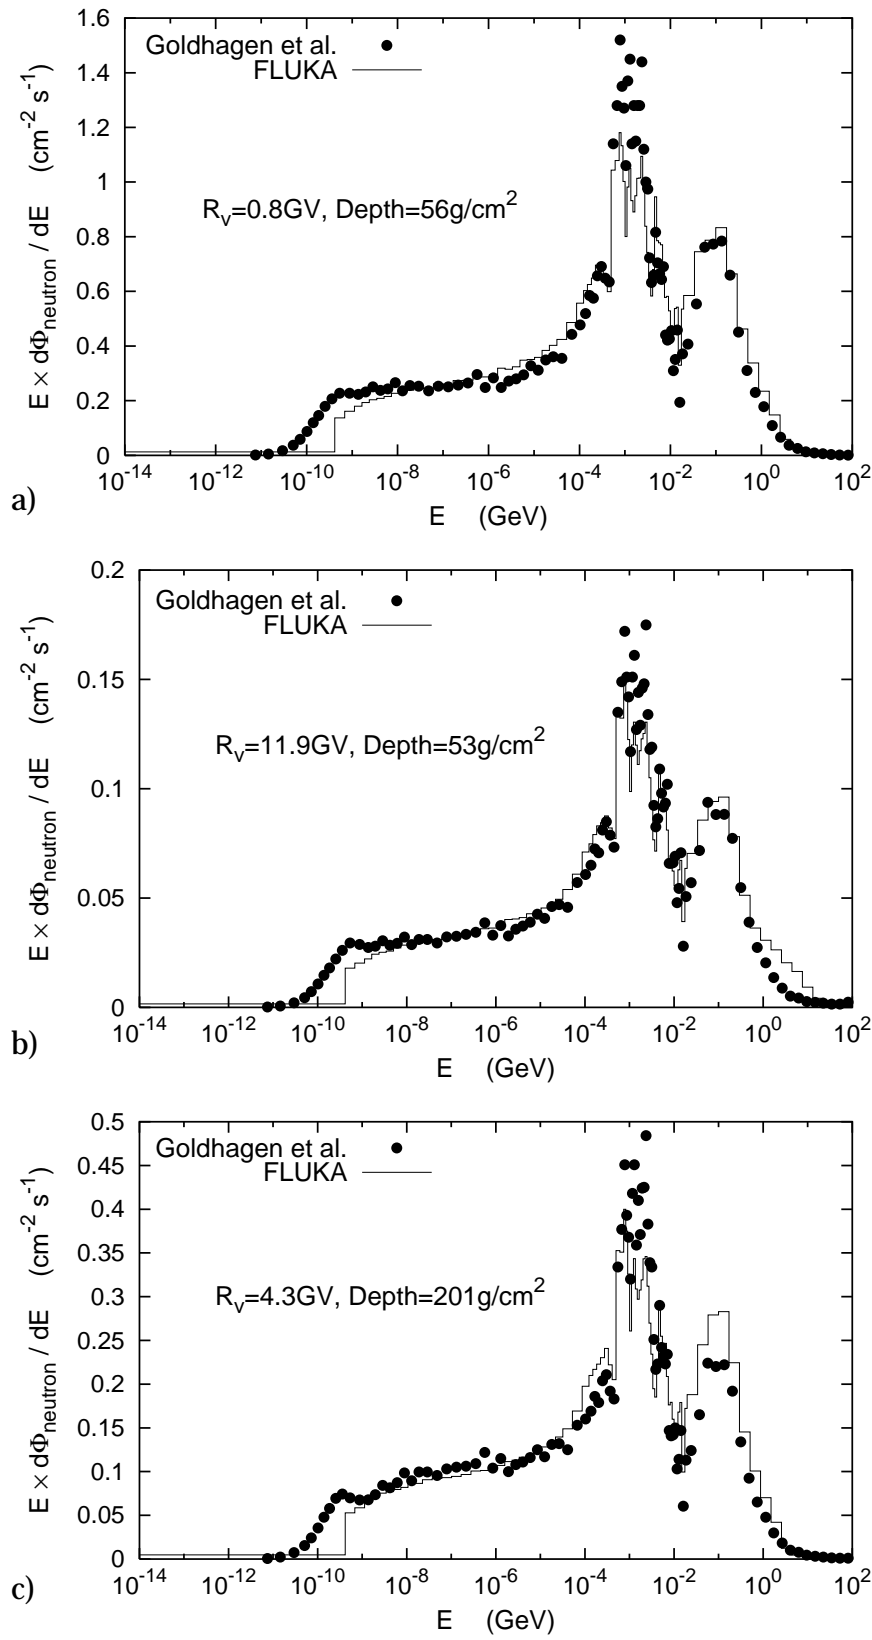 Goldhagen et al.
FLUKA
R_v=0.8GV, Depth=56g/cm^2
E × dΦ_neutron / dE (cm^-2 s^-1)
1.6
1.4
1.2
1
0.8
0.6
0.4
0.2
0
10^-14 10^-12 10^-10 10^-8 10^-6 10^-4 10^-2 10^0 10^2
E (GeV)
a)
Goldhagen et al.
FLUKA
R_v=11.9GV, Depth=53g/cm^2
E × dΦ_neutron / dE (cm^-2 s^-1)
0.2
0.15
0.1
0.05
0
10^-14 10^-12 10^-10 10^-8 10^-6 10^-4 10^-2 10^0 10^2
E (GeV)
b)
Goldhagen et al.
FLUKA
R_v=4.3GV, Depth=201g/cm^2
E × dΦ_neutron / dE (cm^-2 s^-1)
0.5
0.45
0.4
0.35
0.3
0.25
0.2
0.15
0.1
0.05
0
10^-14 10^-12 10^-10 10^-8 10^-6 10^-4 10^-2 10^0 10^2
E (GeV)
c)